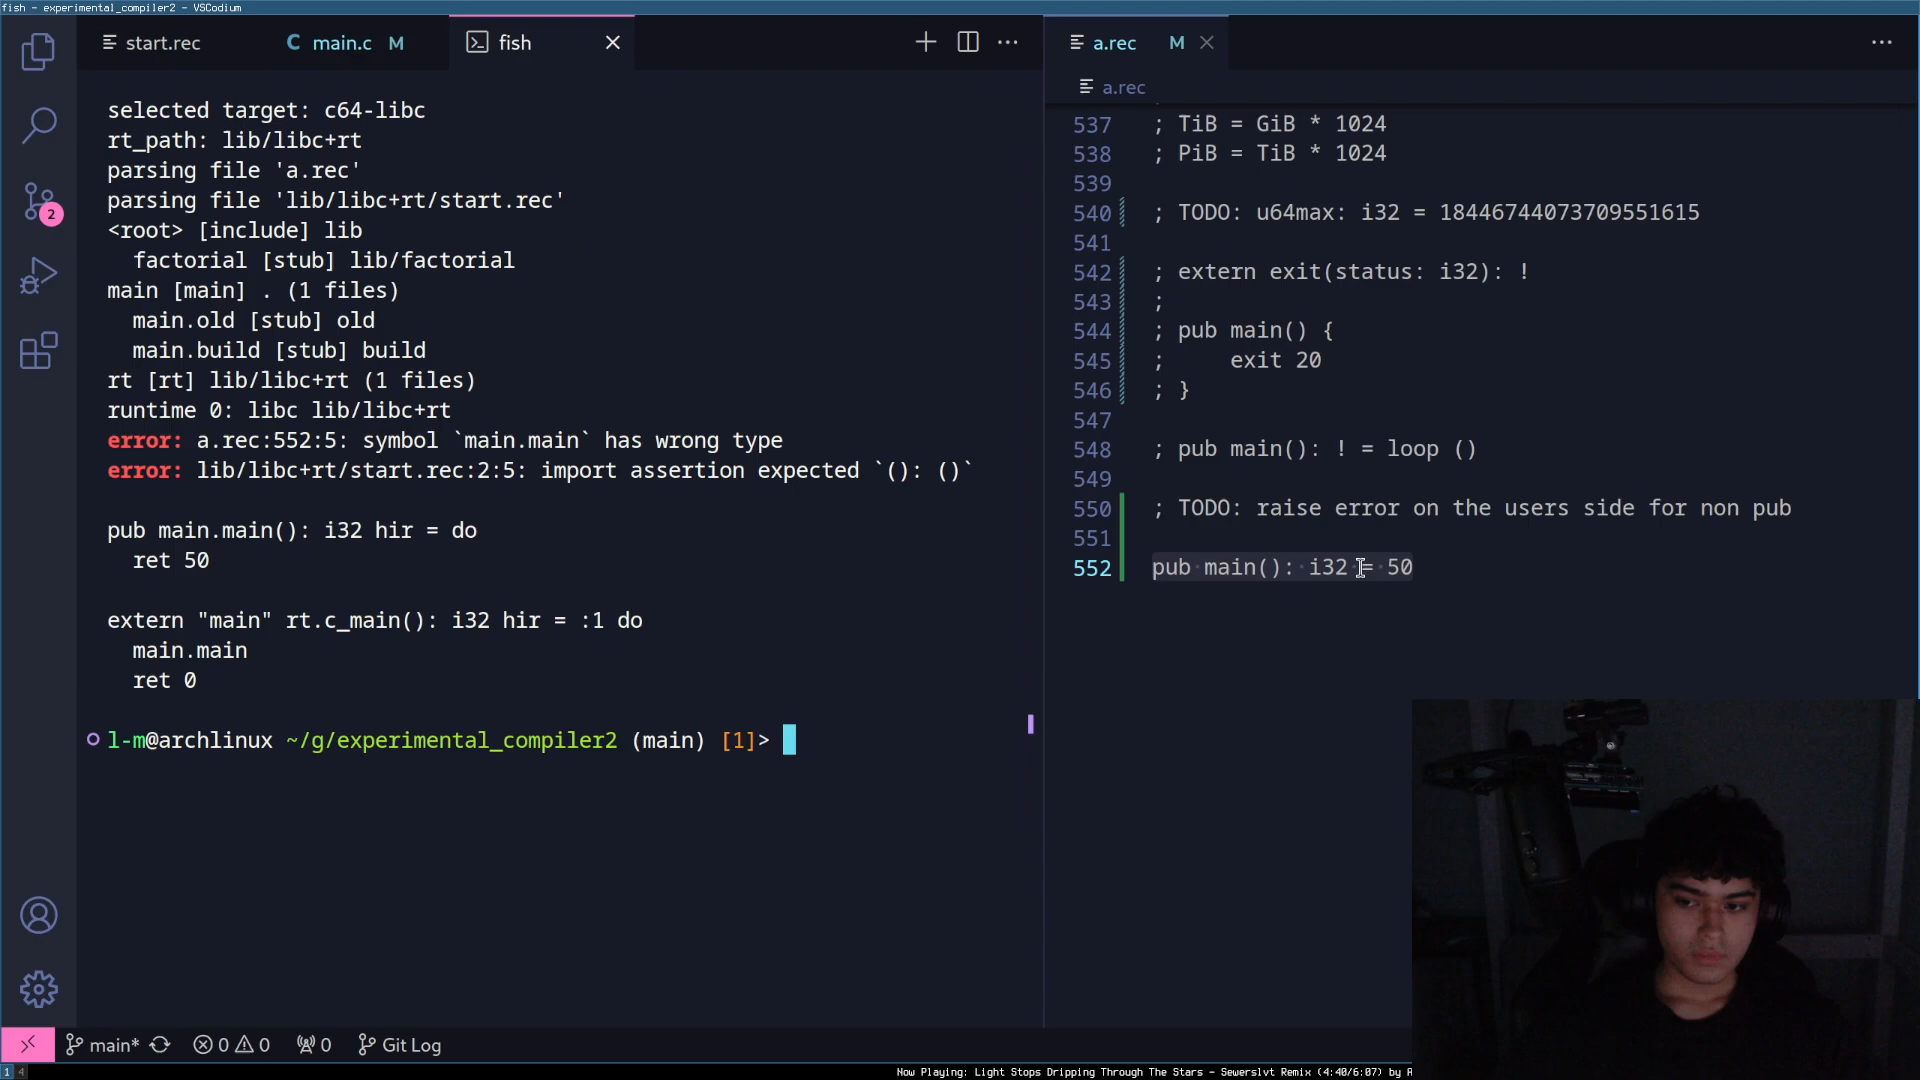 fish - experimental_compiler2 - VSCodium
start.rec
C main.c M
fish
a.rec M
a.rec
selected target: c64-libc
rt_path: lib/libc+rt
parsing file 'a.rec'
parsing file 'lib/libc+rt/start.rec'
<root> [include] lib
factorial [stub] lib/factorial
main [main] . (1 files)
main.old [stub] old
main.build [stub] build
rt [rt] lib/libc+rt (1 files)
runtime 0: libc lib/libc+rt
error: a.rec:552:5: symbol `main.main` has wrong type
error: lib/libc+rt/start.rec:2:5: import assertion expected `(): ()`
pub main.main(): i32 hir = do
ret 50
extern "main" rt.c_main(): i32 hir = :1 do
main.main
ret 0
l-m@archlinux ~/g/experimental_compiler2 (main) [1]>
537 ; TiB = GiB * 1024
538 ; PiB = TiB * 1024
539
540 ; TODO: u64max: i32 = 18446744073709551615
541
542 ; extern exit(status: i32): !
543 ;
544 ; pub main() {
545 ; exit 20
546 ; }
547
548 ; pub main(): ! = loop ()
549
550 ; TODO: raise error on the users side for non pub
551
552 pub main(): i32 = 50
2
main* 0 0 0 Git Log
1 4
Now Playing: Light Stops Dripping Through The Stars - Sewerslvt Remix (4:40/6:07) by